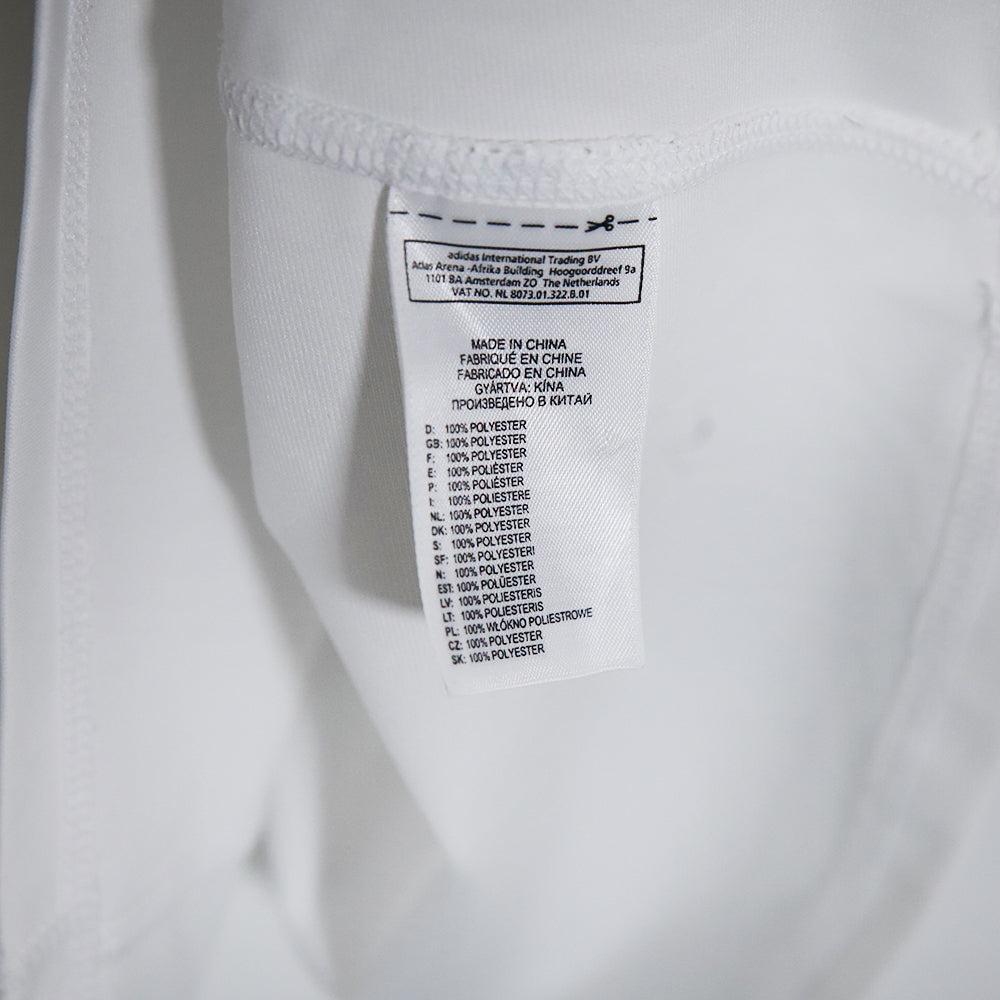 adidas International Trading BV
Atlas Arena -Afrika Building Hoogoorddreef 9a
1101 BA Amsterdam ZO The Netherlands
VAT NO. NL 8073.01.322.B.01
MADE IN CHINA
FABRIQUÉ EN CHINE
FABRICADO EN CHINA
GYÁRTVA: KÍNA
ПРОИЗВЕДЕНО В КИТАЙ
D: 100% POLYESTER
GB: 100% POLYESTER
F: 100% POLYESTER
E: 100% POLIÉSTER
P: 100% POLIÉSTER
I: 100% POLIESTERE
NL: 100% POLYESTER
DK: 100% POLYESTER
S: 100% POLYESTER
SF: 100% POLYESTERI
N: 100% POLYESTER
EST: 100% POLÜESTER
LV: 100% POLIESTERIS
LT: 100% POLIESTERIS
PL: 100% WŁÓKNO POLIESTROWE
CZ: 100% POLYESTER
SK: 100% POLYESTER